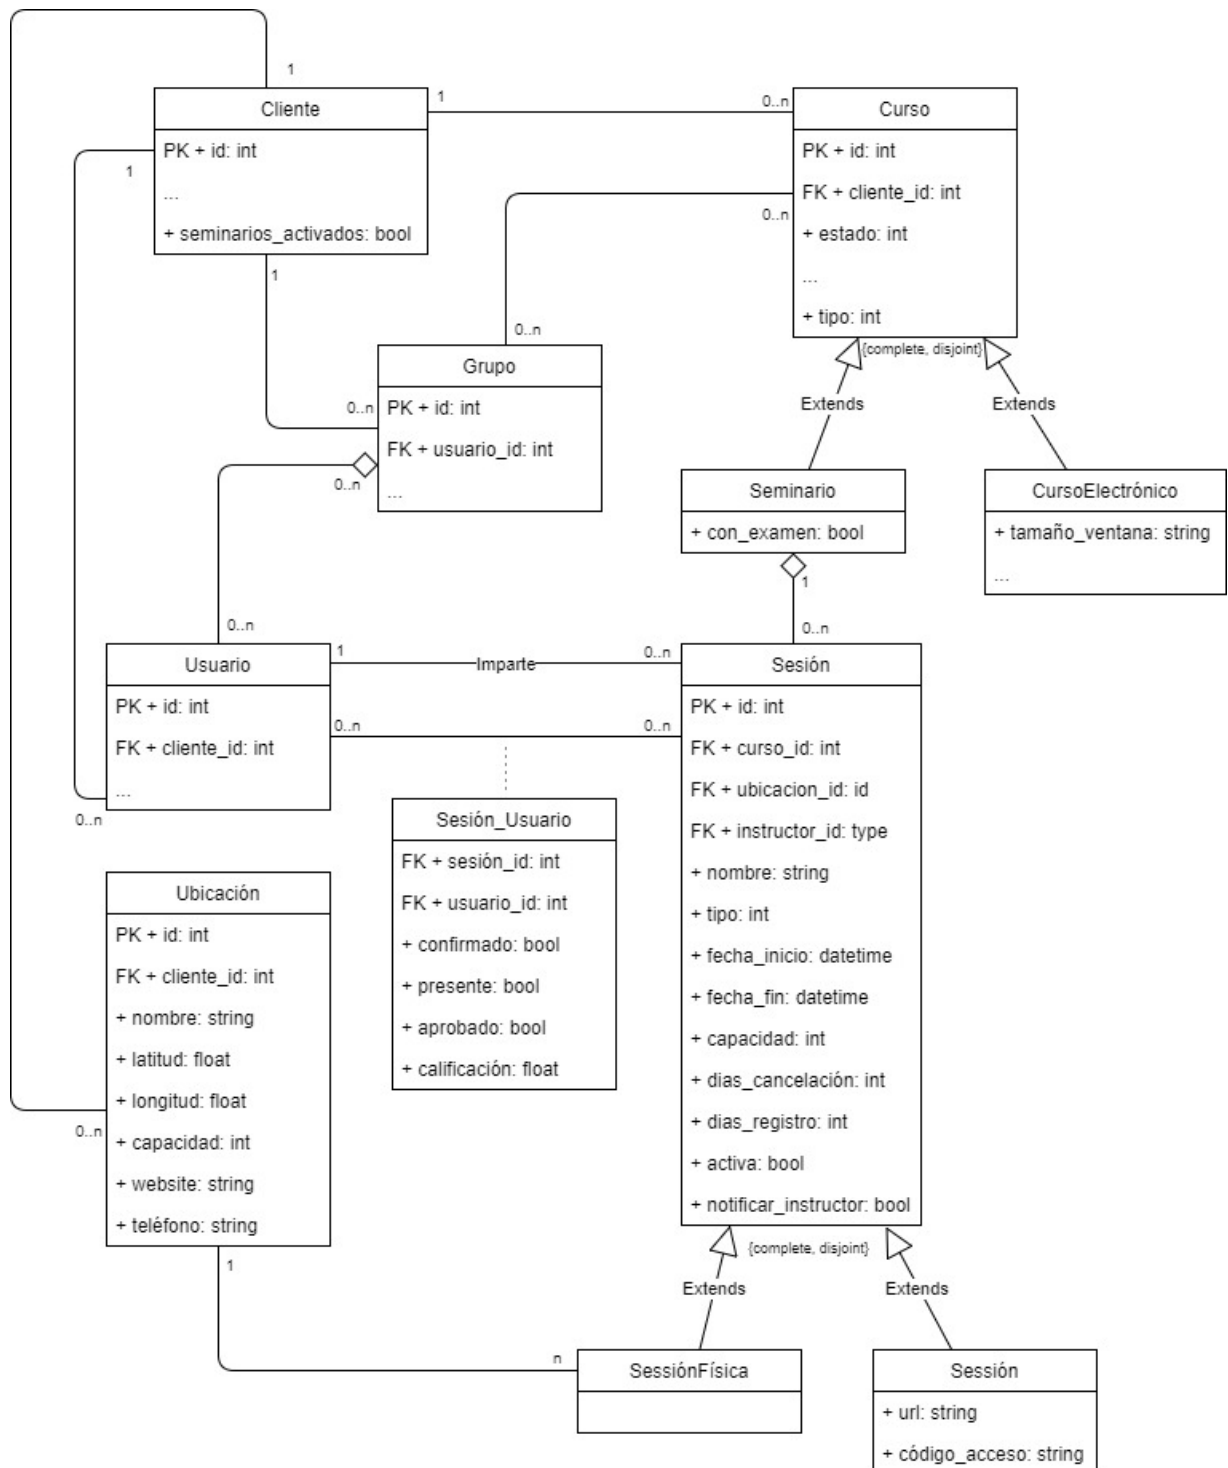 1
Cliente
PK + id: int
...
+ seminarios_activados: bool
1
0..n
Curso
PK + id: int
FK + cliente_id: int
+ estado: int
...
+ tipo: int
1
1
0..n
0..n
{complete, disjoint}
Grupo
PK + id: int
FK + usuario_id: int
...
0..n
0..n
Extends
Extends
Seminario
+ con_examen: bool
CursoElectrónico
+ tamaño_ventana: string
...
1
0..n
0..n
Usuario
PK + id: int
FK + cliente_id: int
...
1
Imparte
0..n
0..n
0..n
0..n
Sesión
PK + id: int
FK + curso_id: int
FK + ubicacion_id: id
FK + instructor_id: type
+ nombre: string
+ tipo: int
+ fecha_inicio: datetime
+ fecha_fin: datetime
+ capacidad: int
+ dias_cancelación: int
+ dias_registro: int
+ activa: bool
+ notificar_instructor: bool
Sesión_Usuario
FK + sesión_id: int
FK + usuario_id: int
+ confirmado: bool
+ presente: bool
+ aprobado: bool
+ calificación: float
Ubicación
PK + id: int
FK + cliente_id: int
+ nombre: string
+ latitud: float
+ longitud: float
+ capacidad: int
+ website: string
+ teléfono: string
0..n
1
{complete, disjoint}
Extends
Extends
n
SessiónFísica
Sessión
+ url: string
+ código_acceso: string